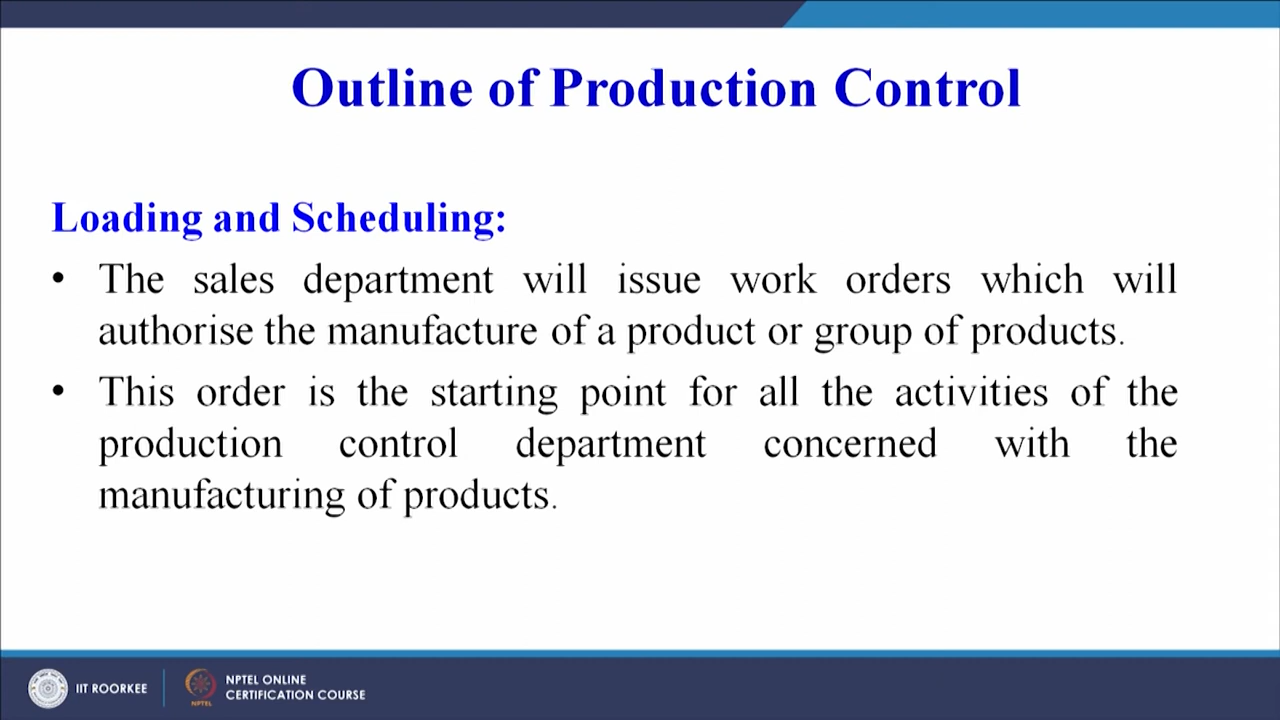 Outline of Production Control
Loading and Scheduling:
• The sales department will issue work orders which will
authorise the manufacture of a product or group of products.
• This order is the starting point for all the activities of the
production control department concerned with the
manufacturing of products.
IIT ROORKEE
NPTEL
NPTEL ONLINE
CERTIFICATION COURSE